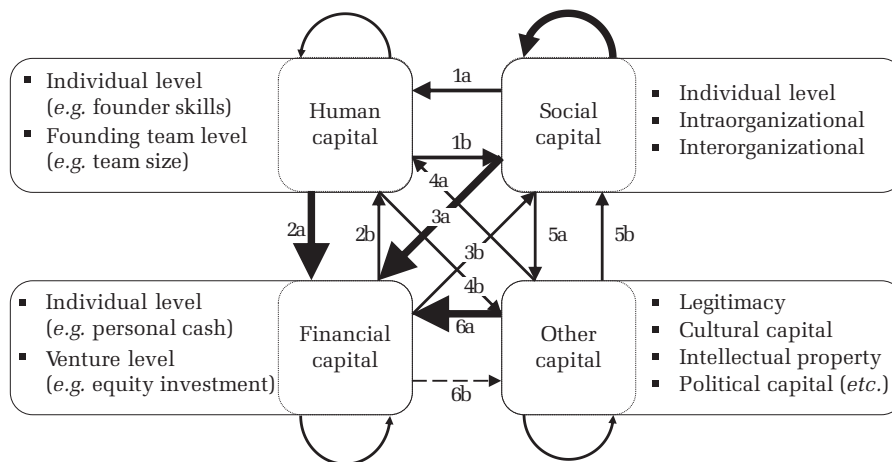 ▪ Individual level
(e.g. founder skills)
▪ Founding team level
(e.g. team size)
Human
capital
1a
1b
Social
capital
▪ Individual level
▪ Intraorganizational
▪ Interorganizational
2a
2b
4a
3a
3b
4b
5a
5b
▪ Individual level
(e.g. personal cash)
▪ Venture level
(e.g. equity investment)
Financial
capital
6a
6b
Other
capital
▪ Legitimacy
▪ Cultural capital
▪ Intellectual property
▪ Political capital (etc.)